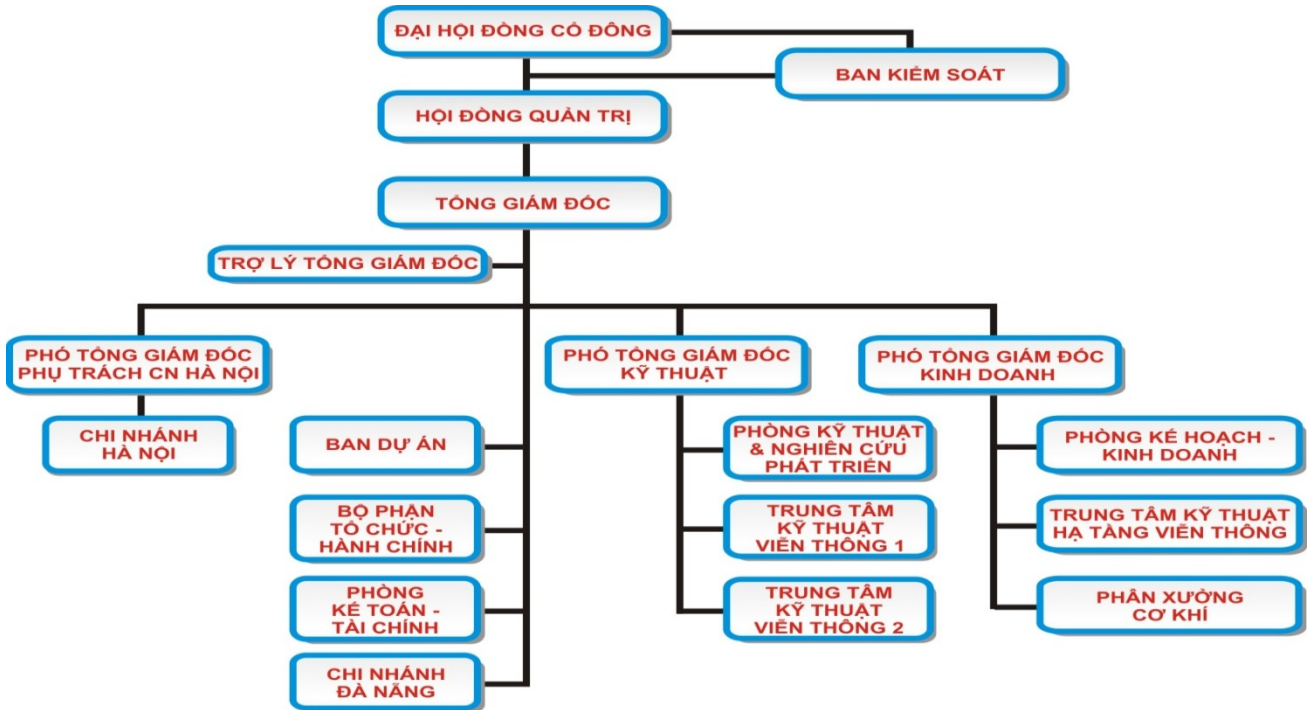 ĐẠI HỘI ĐỒNG CỔ ĐÔNG
BAN KIỂM SOÁT
HỘI ĐỒNG QUẢN TRỊ
TỔNG GIÁM ĐỐC
TRỢ LÝ TỔNG GIÁM ĐỐC
PHÓ TỔNG GIÁM ĐỐC
PHỤ TRÁCH CN HÀ NỘI
PHÓ TỔNG GIÁM ĐỐC
KỸ THUẬT
PHÓ TỔNG GIÁM ĐỐC
KINH DOANH
CHI NHÁNH
HÀ NỘI
BAN DỰ ÁN
BỘ PHẬN
TỔ CHỨC -
HÀNH CHÍNH
PHÒNG
KẾ TOÁN -
TÀI CHÍNH
CHI NHÁNH
ĐÀ NẴNG
PHÒNG KỸ THUẬT
& NGHIÊN CỨU
PHÁT TRIỂN
TRUNG TÂM
KỸ THUẬT
VIỄN THÔNG 1
TRUNG TÂM
KỸ THUẬT
VIỄN THÔNG 2
PHÒNG KẾ HOẠCH -
KINH DOANH
TRUNG TÂM KỸ THUẬT
HẠ TẦNG VIỄN THÔNG
PHÂN XƯỞNG
CƠ KHÍ